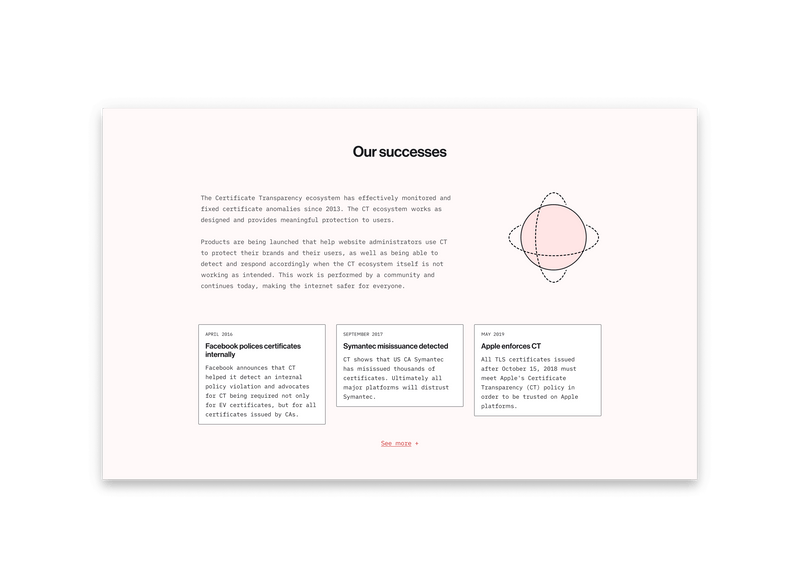 Our successes
The Certificate Transparency ecosystem has effectively monitored and
fixed certificate anomalies since 2013. The CT ecosystem works as
designed and provides meaningful protection to users.
Products are being launched that help website administrators use CT
to protect their brands and their users, as well as being able to
detect and respond accordingly when the CT ecosystem itself is not
working as intended. This work is performed by a community and
continues today, making the internet safer for everyone.
APRIL 2016
Facebook polices certificates
internally
Facebook announces that CT
helped it detect an internal
policy violation and advocates
for CT being required not only
for EV certificates, but for all
certificates issued by CAs.
SEPTEMBER 2017
Symantec misissuance detected
CT shows that US CA Symantec
has misissued thousands of
certificates. Ultimately all
major platforms will distrust
Symantec.
MAY 2019
Apple enforces CT
All TLS certificates issued
after October 15, 2018 must
meet Apple's Certificate
Transparency (CT) policy in
order to be trusted on Apple
platforms.
See more +